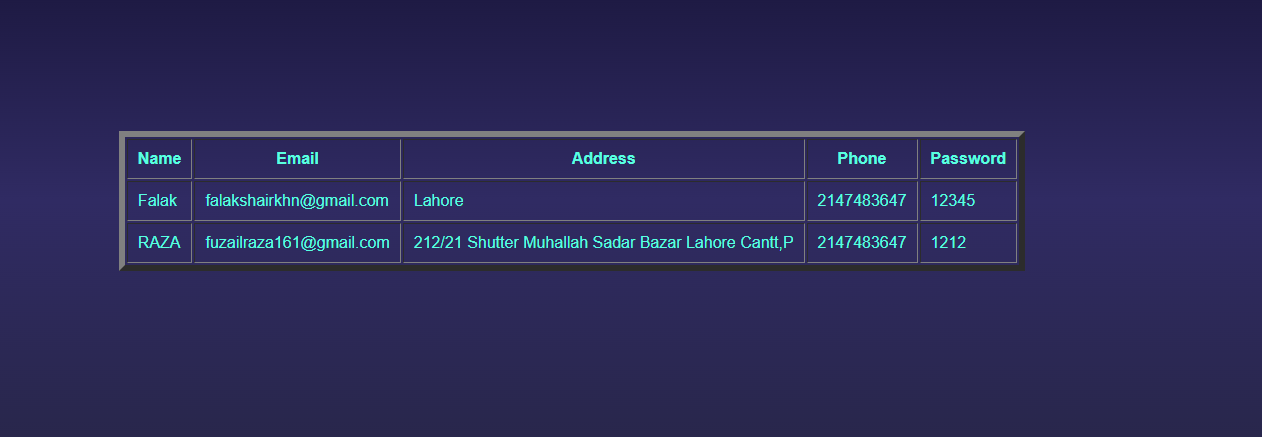 Name Email Address Phone Password
Falak falakshairkhn@gmail.com Lahore 2147483647 12345
RAZA fuzailraza161@gmail.com 212/21 Shutter Muhallah Sadar Bazar Lahore Cantt,P 2147483647 1212